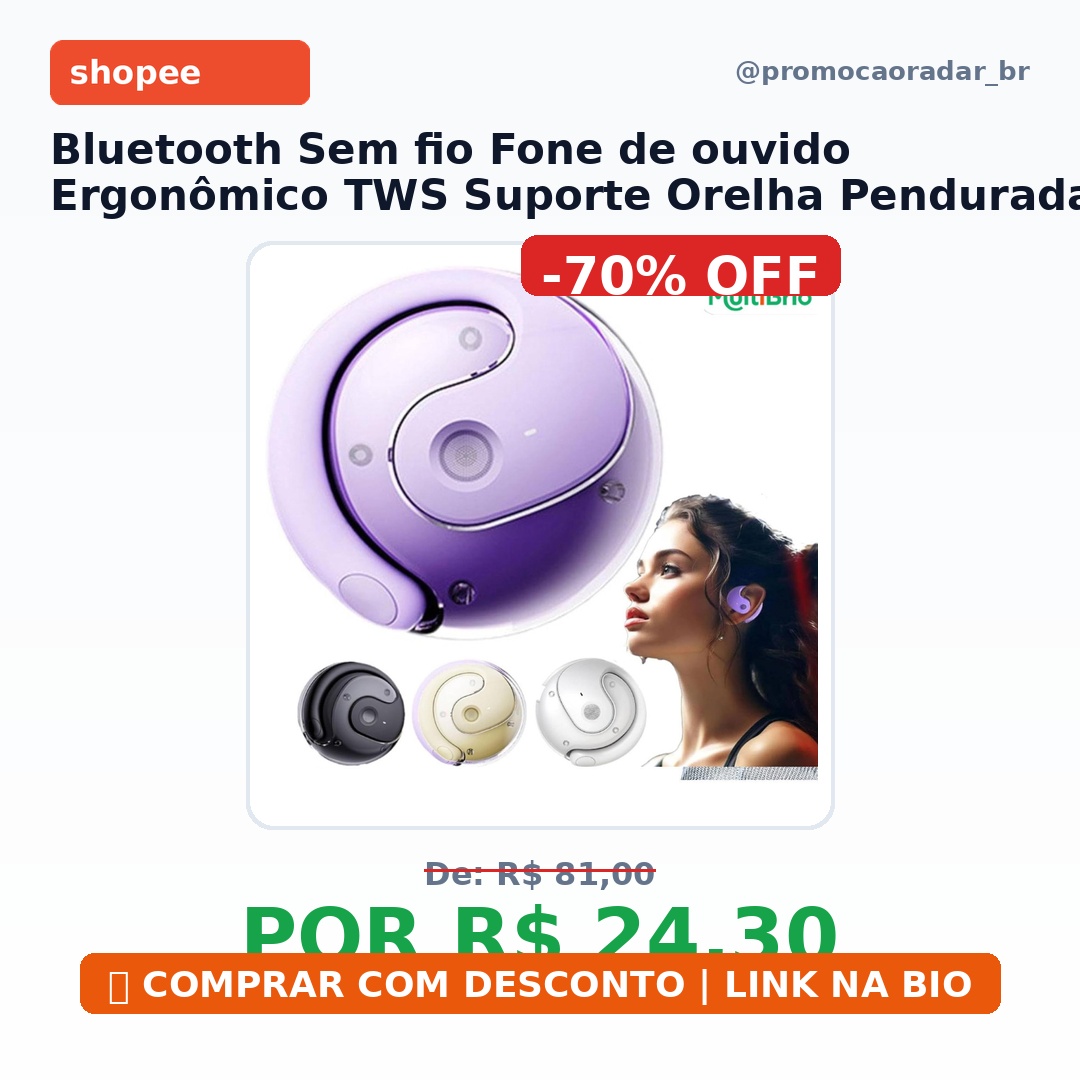 shopee
@promocaoradar_br
Bluetooth Sem fio Fone de ouvido
Ergonômico TWS Suporte Orelha Pendurada
-70% OFF
MultiBrio
De: R$ 81,00
POR R$ 24,30
COMPRAR COM DESCONTO | LINK NA BIO